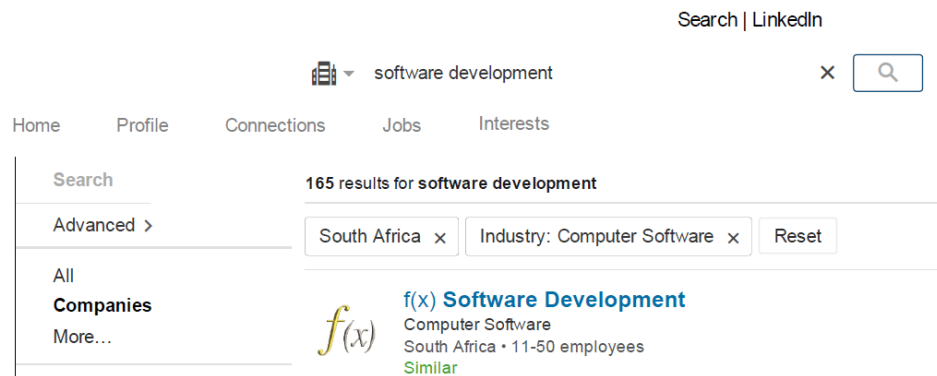 Search | LinkedIn
software development
Home Profile Connections Jobs Interests
Search
165 results for software development
Advanced >
South Africa × Industry: Computer Software × Reset
All
Companies
More...
f(x) f(x) Software Development
Computer Software
South Africa • 11-50 employees
Similar